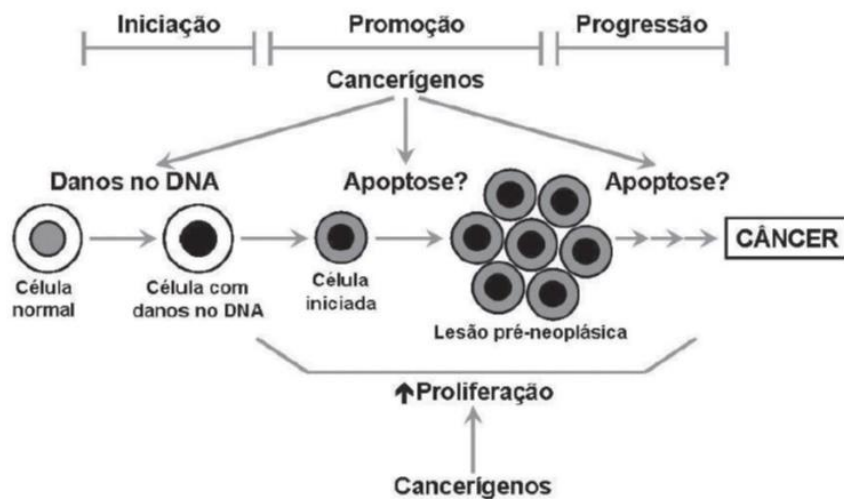 Iniciação
Promoção
Progressão
Cancerígenos
Danos no DNA
Apoptose?
Apoptose?
Célula
normal
Célula com
danos no DNA
Célula
iniciada
Lesão pré-neoplásica
CÂNCER
↑Proliferação
Cancerígenos